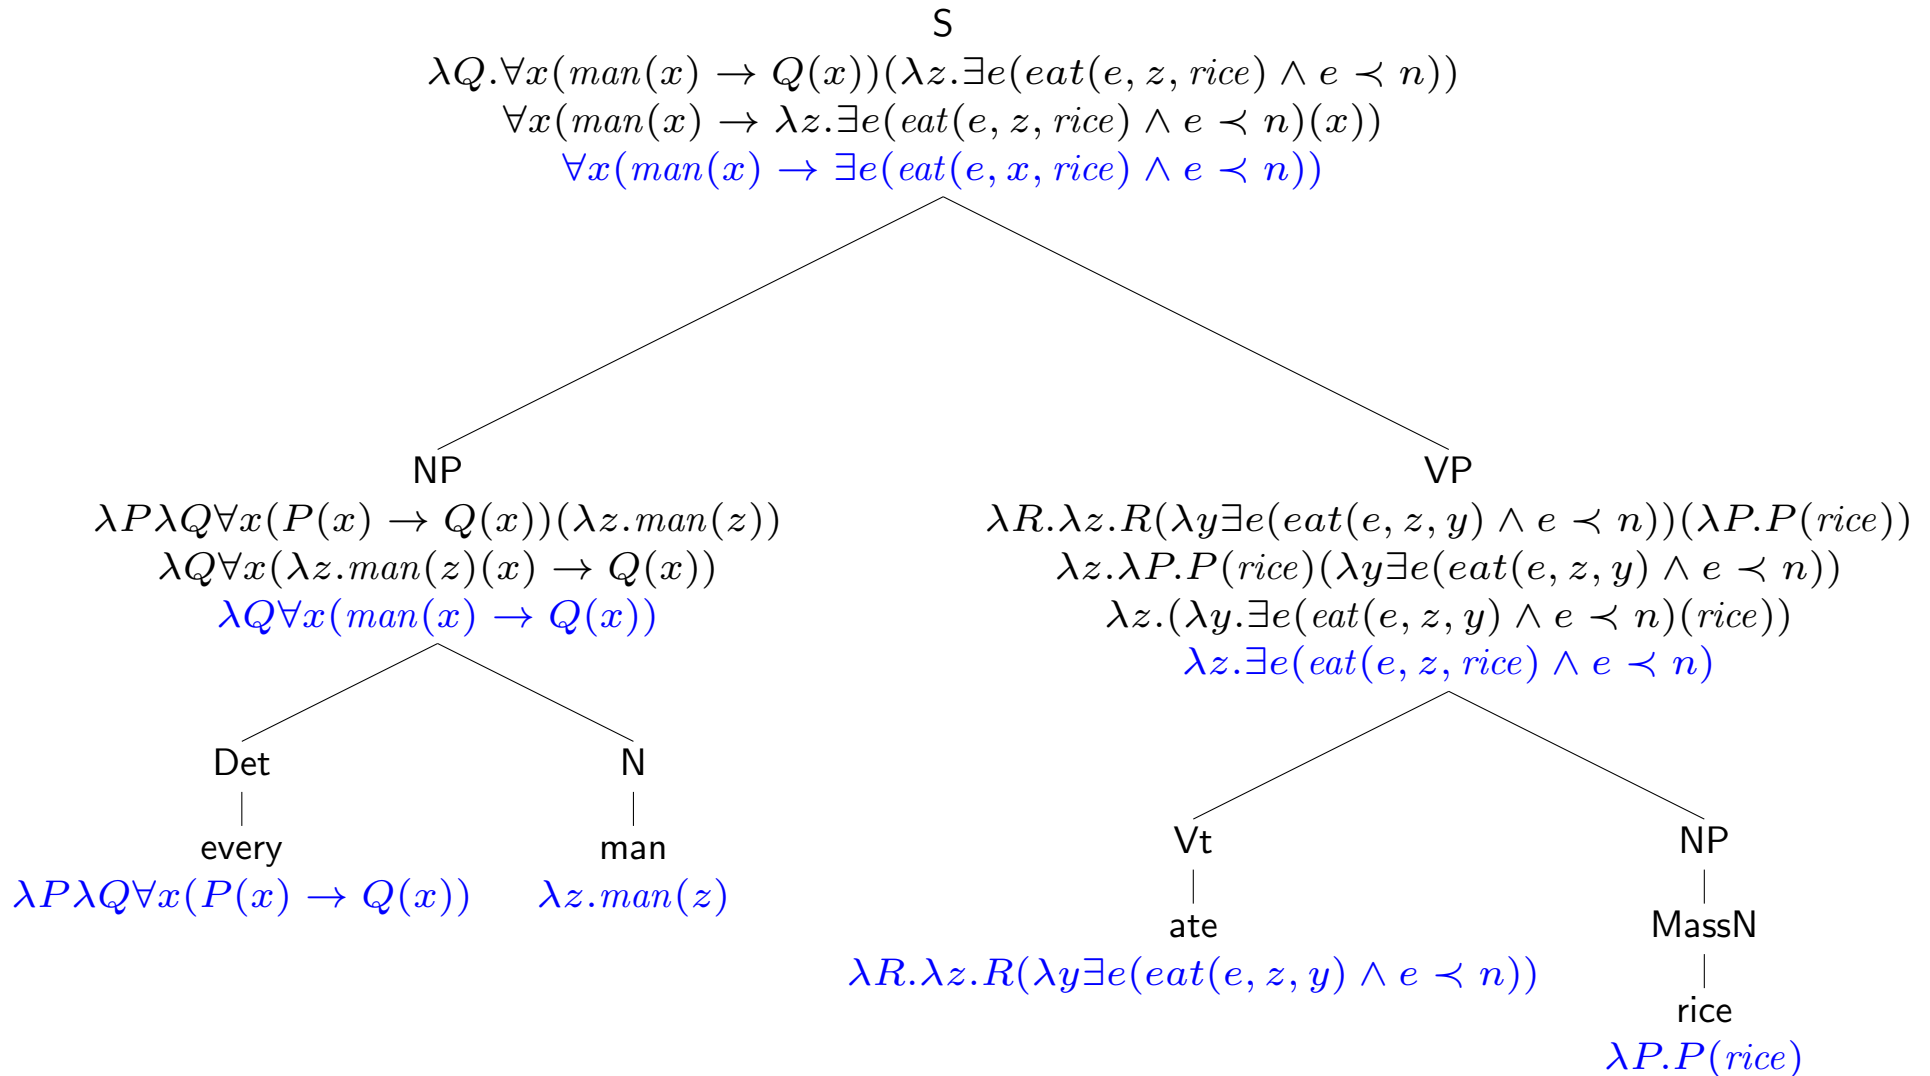 S
λQ.∀x(man(x) → Q(x))(λz.∃e(eat(e, z, rice) ∧ e ≺ n))
∀x(man(x) → λz.∃e(eat(e, z, rice) ∧ e ≺ n)(x))
∀x(man(x) → ∃e(eat(e, x, rice) ∧ e ≺ n))
NP
λPλQ∀x(P(x) → Q(x))(λz.man(z))
λQ∀x(λz.man(z)(x) → Q(x))
λQ∀x(man(x) → Q(x))
VP
λR.λz.R(λy∃e(eat(e, z, y) ∧ e ≺ n))(λP.P(rice))
λz.λP.P(rice)(λy∃e(eat(e, z, y) ∧ e ≺ n))
λz.(λy.∃e(eat(e, z, y) ∧ e ≺ n)(rice))
λz.∃e(eat(e, z, rice) ∧ e ≺ n)
Det
every
λPλQ∀x(P(x) → Q(x))
N
man
λz.man(z)
Vt
ate
λR.λz.R(λy∃e(eat(e, z, y) ∧ e ≺ n))
NP
MassN
rice
λP.P(rice)